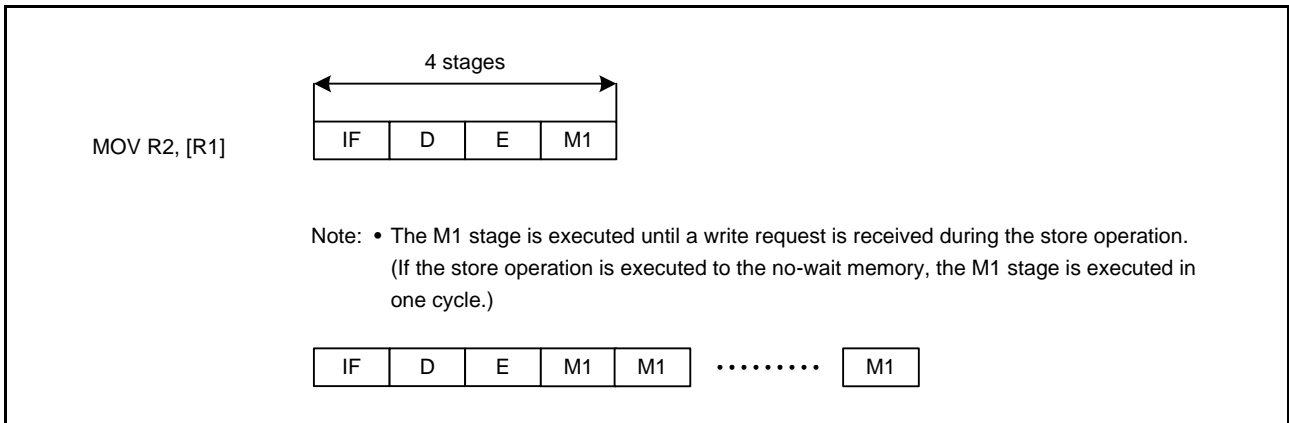 4 stages
MOV R2, [R1]
IF D E M1
Note: • The M1 stage is executed until a write request is received during the store operation.
(If the store operation is executed to the no-wait memory, the M1 stage is executed in
one cycle.)
IF D E M1 M1 ········· M1